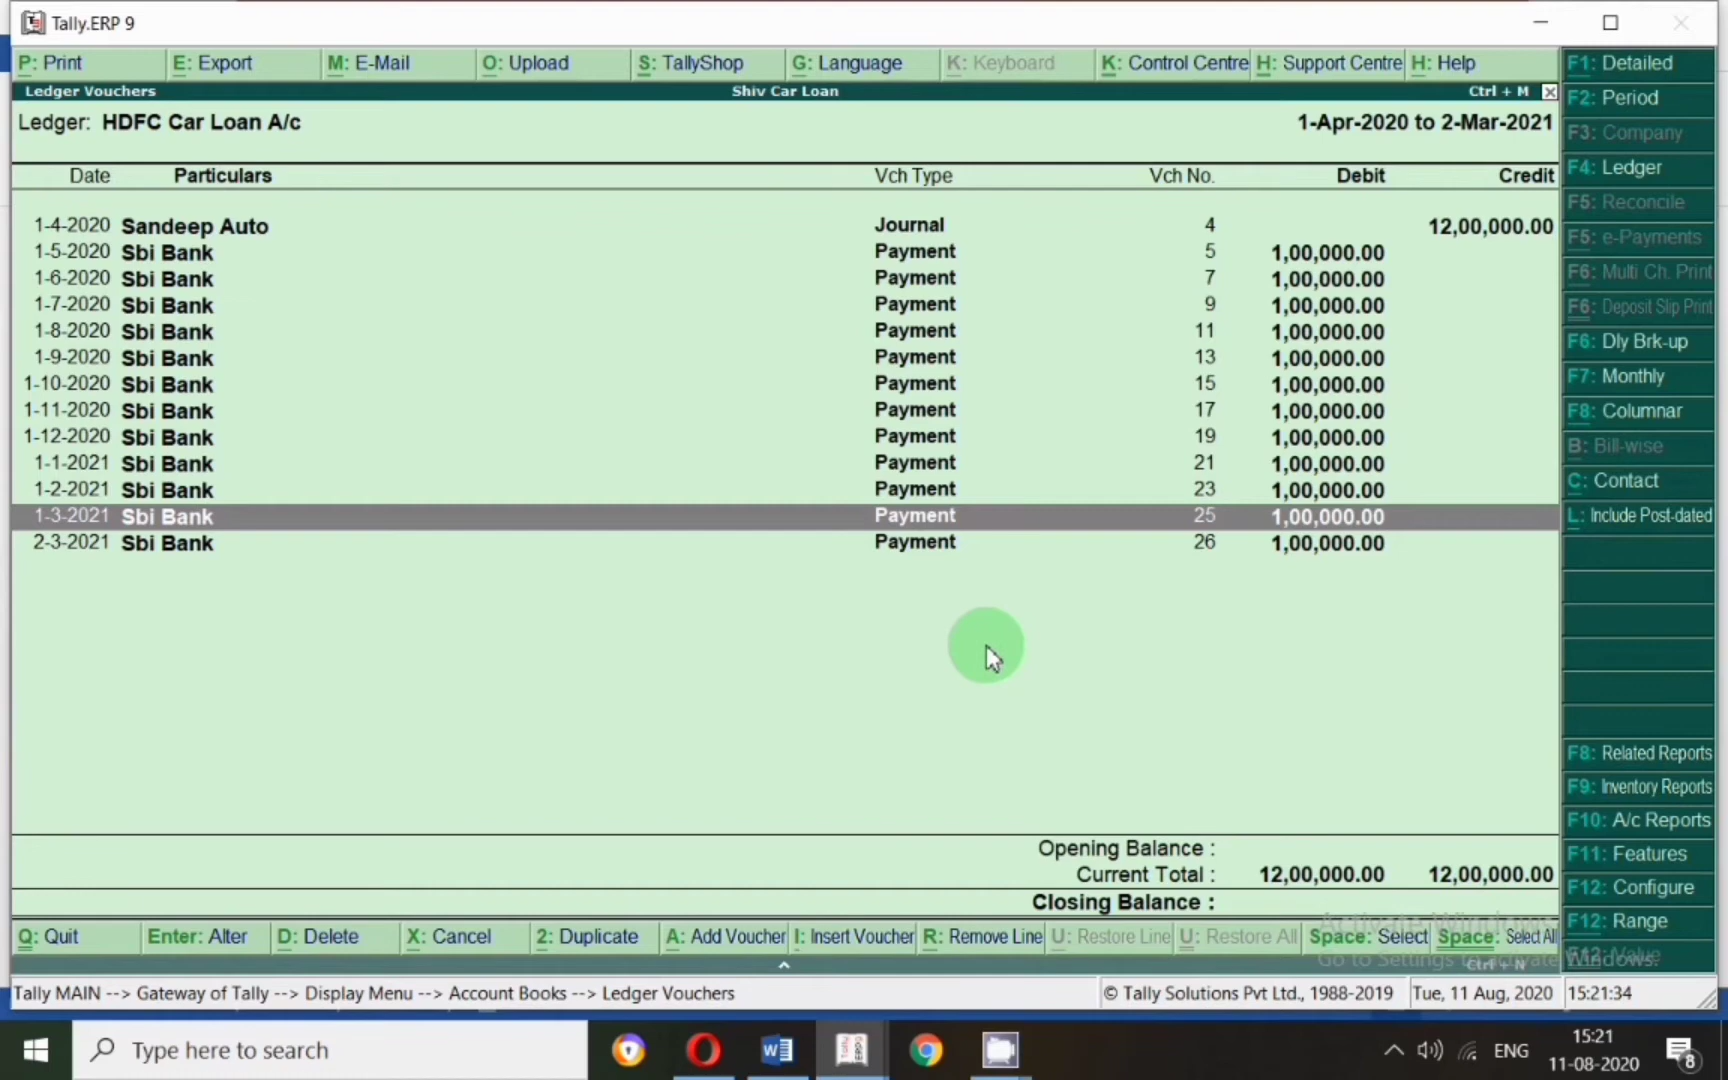 Tally.ERP 9
P: Print E: Export M: E-Mail O: Upload S: TallyShop G: Language K: Keyboard K: Control Centre H: Support Centre H: Help
Ledger Vouchers Shiv Car Loan Ctrl + M
Ledger: HDFC Car Loan A/c 1-Apr-2020 to 2-Mar-2021
Date Particulars Vch Type Vch No. Debit Credit
1-4-2020 Sandeep Auto Journal 4 12,00,000.00
1-5-2020 Sbi Bank Payment 5 1,00,000.00
1-6-2020 Sbi Bank Payment 7 1,00,000.00
1-7-2020 Sbi Bank Payment 9 1,00,000.00
1-8-2020 Sbi Bank Payment 11 1,00,000.00
1-9-2020 Sbi Bank Payment 13 1,00,000.00
1-10-2020 Sbi Bank Payment 15 1,00,000.00
1-11-2020 Sbi Bank Payment 17 1,00,000.00
1-12-2020 Sbi Bank Payment 19 1,00,000.00
1-1-2021 Sbi Bank Payment 21 1,00,000.00
1-2-2021 Sbi Bank Payment 23 1,00,000.00
1-3-2021 Sbi Bank Payment 25 1,00,000.00
2-3-2021 Sbi Bank Payment 26 1,00,000.00
Opening Balance :
Current Total : 12,00,000.00 12,00,000.00
Closing Balance :
F1: Detailed
F2: Period
F3: Company
F4: Ledger
F5: Reconcile
F5: e-Payments
F6: Multi Ch. Print
F6: Deposit Slip Print
F6: Dly Brk-up
F7: Monthly
F8: Columnar
B: Bill-wise
C: Contact
L: Include Post-dated
F8: Related Reports
F9: Inventory Reports
F10: A/c Reports
F11: Features
F12: Configure
F12: Range
F12: Value
Activate Windows
Go to Settings to activate Windows.
Q: Quit Enter: Alter D: Delete X: Cancel 2: Duplicate A: Add Voucher I: Insert Voucher R: Remove Line U: Restore Line U: Restore All Space: Select Space: Select All
Ctrl + N
Tally MAIN --> Gateway of Tally --> Display Menu --> Account Books --> Ledger Vouchers © Tally Solutions Pvt Ltd., 1988-2019 Tue, 11 Aug, 2020 15:21:34
Type here to search ENG 15:21
11-08-2020 8